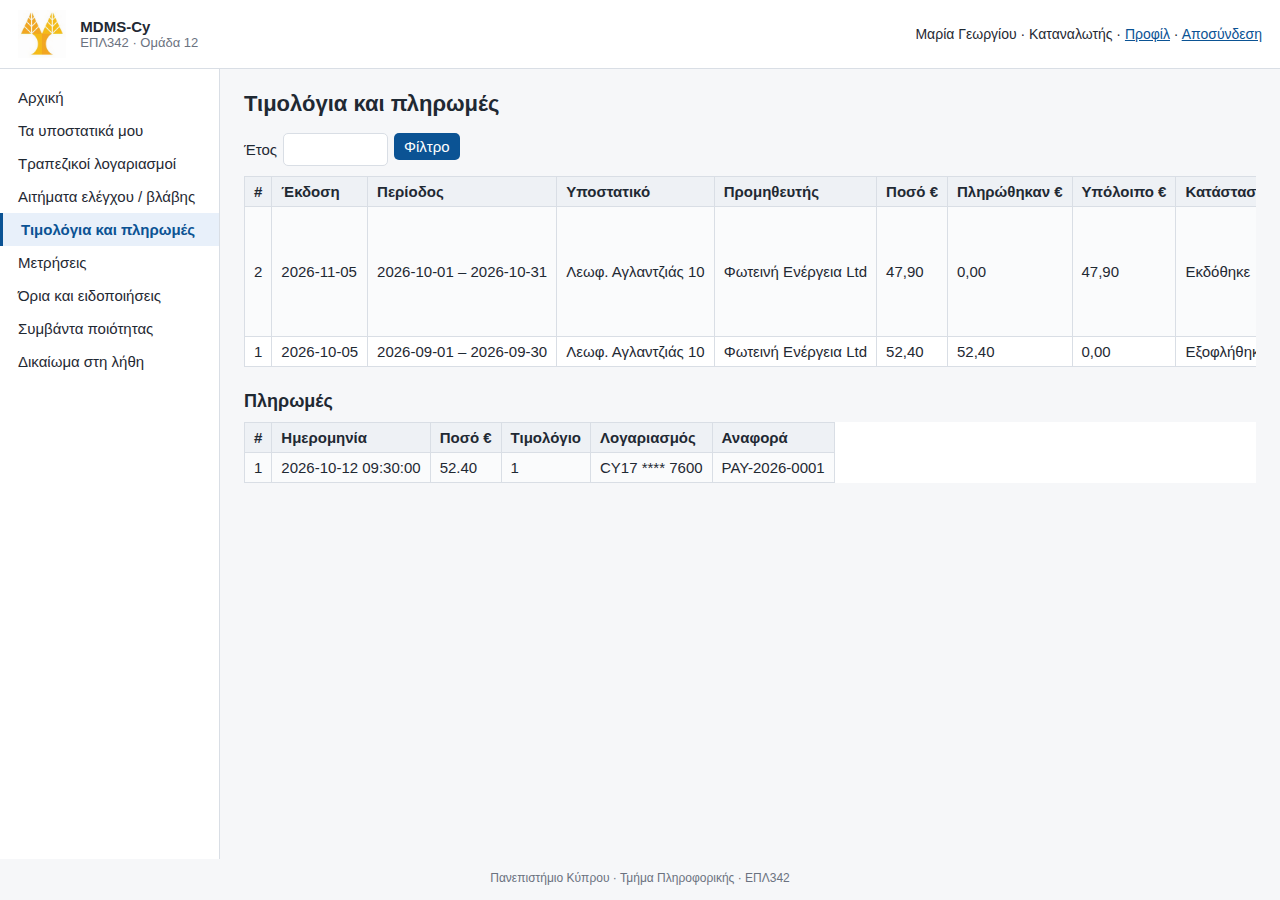 MDMS-Cy
ΕΠΛ342 · Ομάδα 12
Μαρία Γεωργίου · Καταναλωτής · Προφίλ · Αποσύνδεση
Αρχική
Τα υποστατικά μου
Τραπεζικοί λογαριασμοί
Αιτήματα ελέγχου / βλάβης
Τιμολόγια και πληρωμές
Μετρήσεις
Όρια και ειδοποιήσεις
Συμβάντα ποιότητας
Δικαίωμα στη λήθη
Τιμολόγια και πληρωμές
Έτος Φίλτρο
# Έκδοση Περίοδος Υποστατικό Προμηθευτής Ποσό € Πληρώθηκαν € Υπόλοιπο €
2 2026-11-05 2026-10-01 – 2026-10-31 Λεωφ. Αγλαντζιάς 10 Φωτεινή Ενέργεια Ltd 47,90 0,00 47,90 Εκδόθηκε
1 2026-10-05 2026-09-01 – 2026-09-30 Λεωφ. Αγλαντζιάς 10 Φωτεινή Ενέργεια Ltd 52,40 52,40 0,00
Πληρωμές
# Ημερομηνία Ποσό € Τιμολόγιο Λογαριασμός Αναφορά
1 2026-10-12 09:30:00 52.40 1 CY17 **** 7600 PAY-2026-0001
Πανεπιστήμιο Κύπρου · Τμήμα Πληροφορικής · ΕΠΛ342